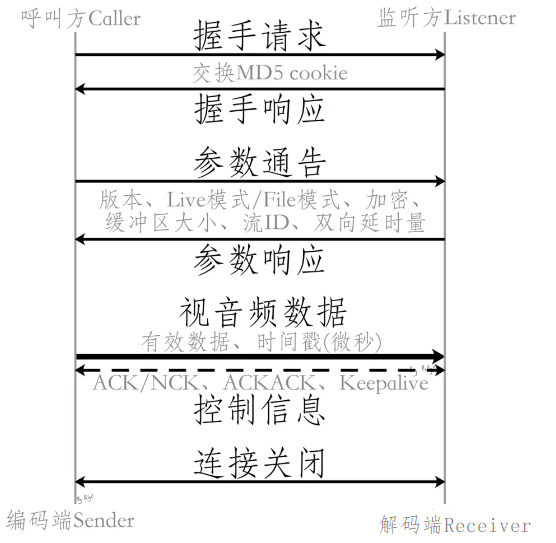 呼叫方Caller
监听方Listener
握手请求
交换MD5 cookie
握手响应
参数通告
版本、Live模式/File模式、加密、
缓冲区大小、流ID、双向延时量
参数响应
视音频数据
有效数据、时间戳(微秒)
ACK/NCK、ACKACK、Keepalive
控制信息
连接关闭
编码端Sender
解码端Receiver